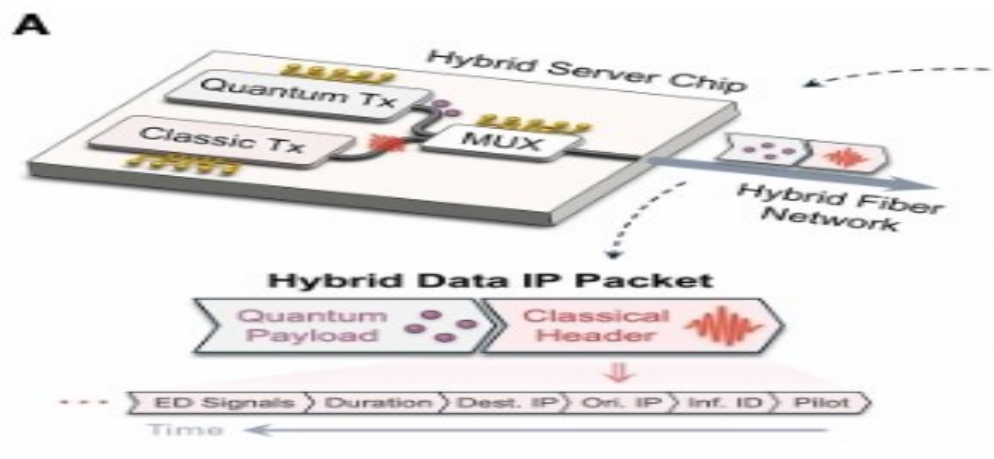 A
Hybrid Server Chip
Quantum Tx
Classic Tx
MUX
Hybrid Fiber
Network
Hybrid Data IP Packet
Quantum
Payload
Classical
Header
ED Signals
Duration
Dest. IP
Ori. IP
Inf. ID
Pilot
Time